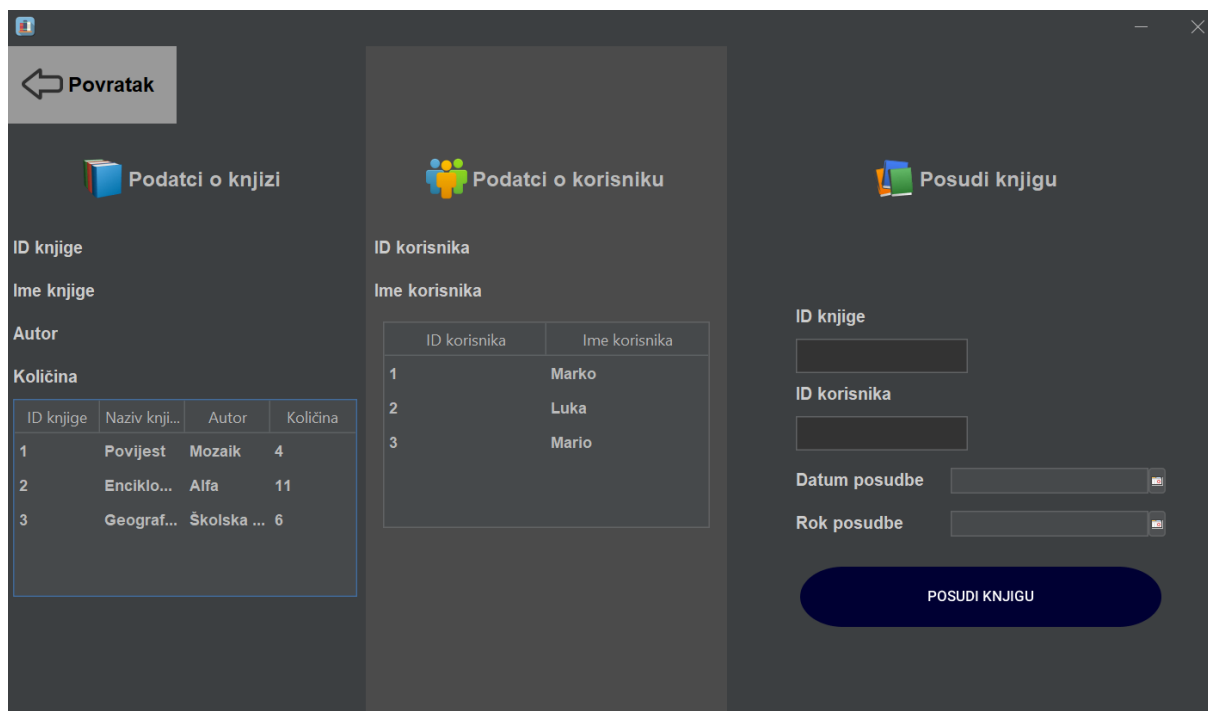 Povratak
Podatci o knjizi
ID knjige
Ime knjige
Autor
Količina
ID knjige Naziv knji... Autor Količina
1 Povijest Mozaik 4
2 Enciklo... Alfa 11
3 Geograf... Školska ... 6
Podatci o korisniku
ID korisnika
Ime korisnika
ID korisnika Ime korisnika
1 Marko
2 Luka
3 Mario
Posudi knjigu
ID knjige
ID korisnika
Datum posudbe
Rok posudbe
POSUDI KNJIGU